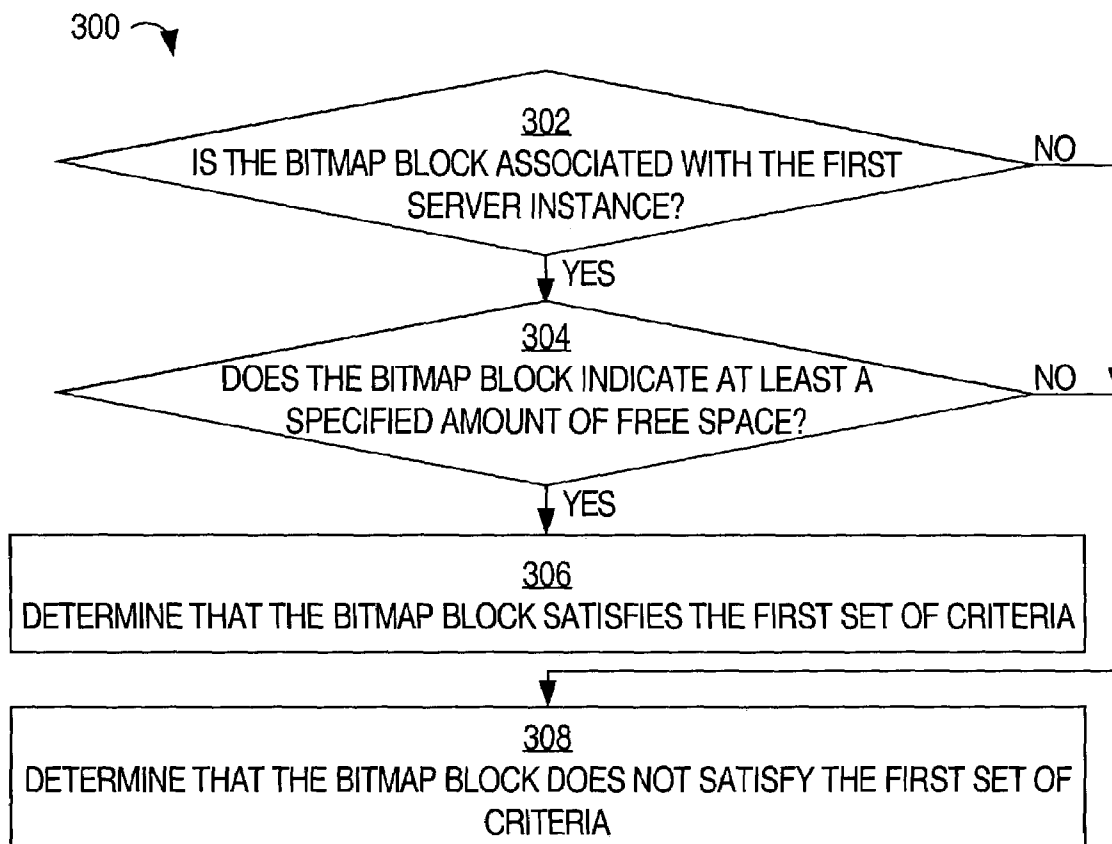 300
302
IS THE BITMAP BLOCK ASSOCIATED WITH THE FIRST
SERVER INSTANCE?
NO
YES
304
DOES THE BITMAP BLOCK INDICATE AT LEAST A
SPECIFIED AMOUNT OF FREE SPACE?
NO
YES
306
DETERMINE THAT THE BITMAP BLOCK SATISFIES THE FIRST SET OF CRITERIA
308
DETERMINE THAT THE BITMAP BLOCK DOES NOT SATISFY THE FIRST SET OF
CRITERIA